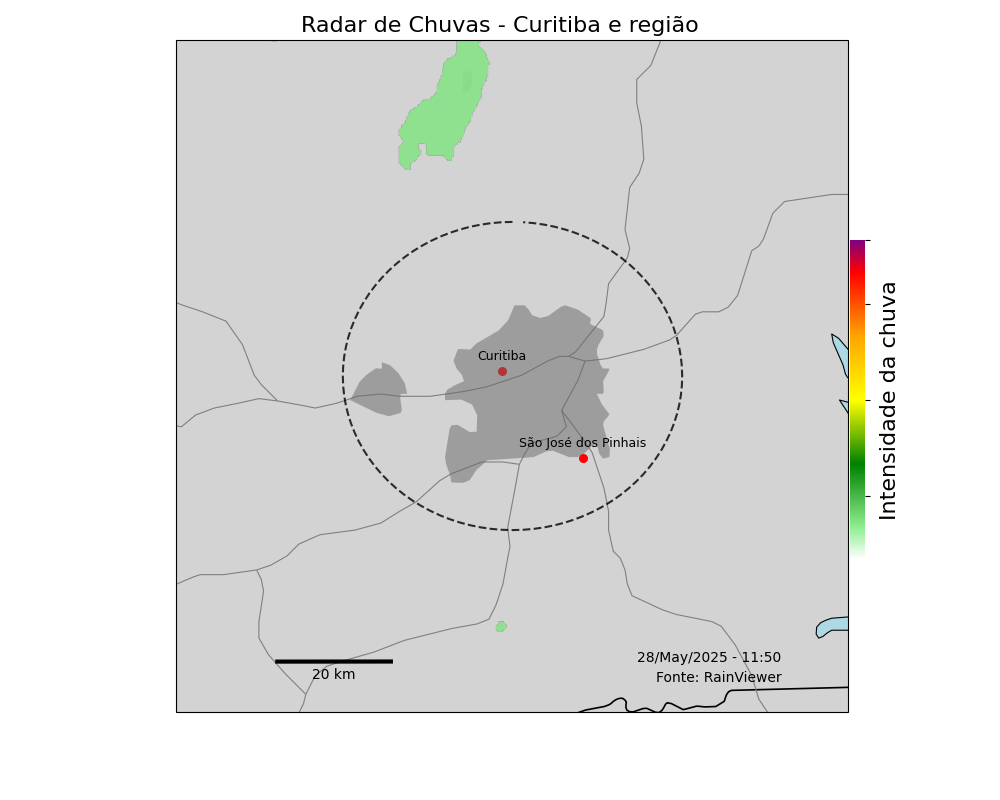 Radar de Chuvas - Curitiba e região
Curitiba
São José dos Pinhais
Intensidade da chuva
28/May/2025 - 11:50
20 km
Fonte: RainViewer